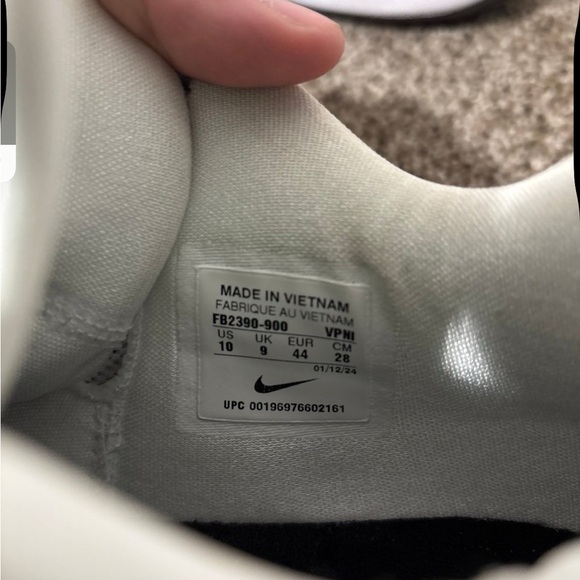 MADE IN VIETNAM
FABRIQUE AU VIETNAM
FB2390-900 VPNI
US UK EUR CM
10 9 44 28
01/12/24
UPC 00196976602161